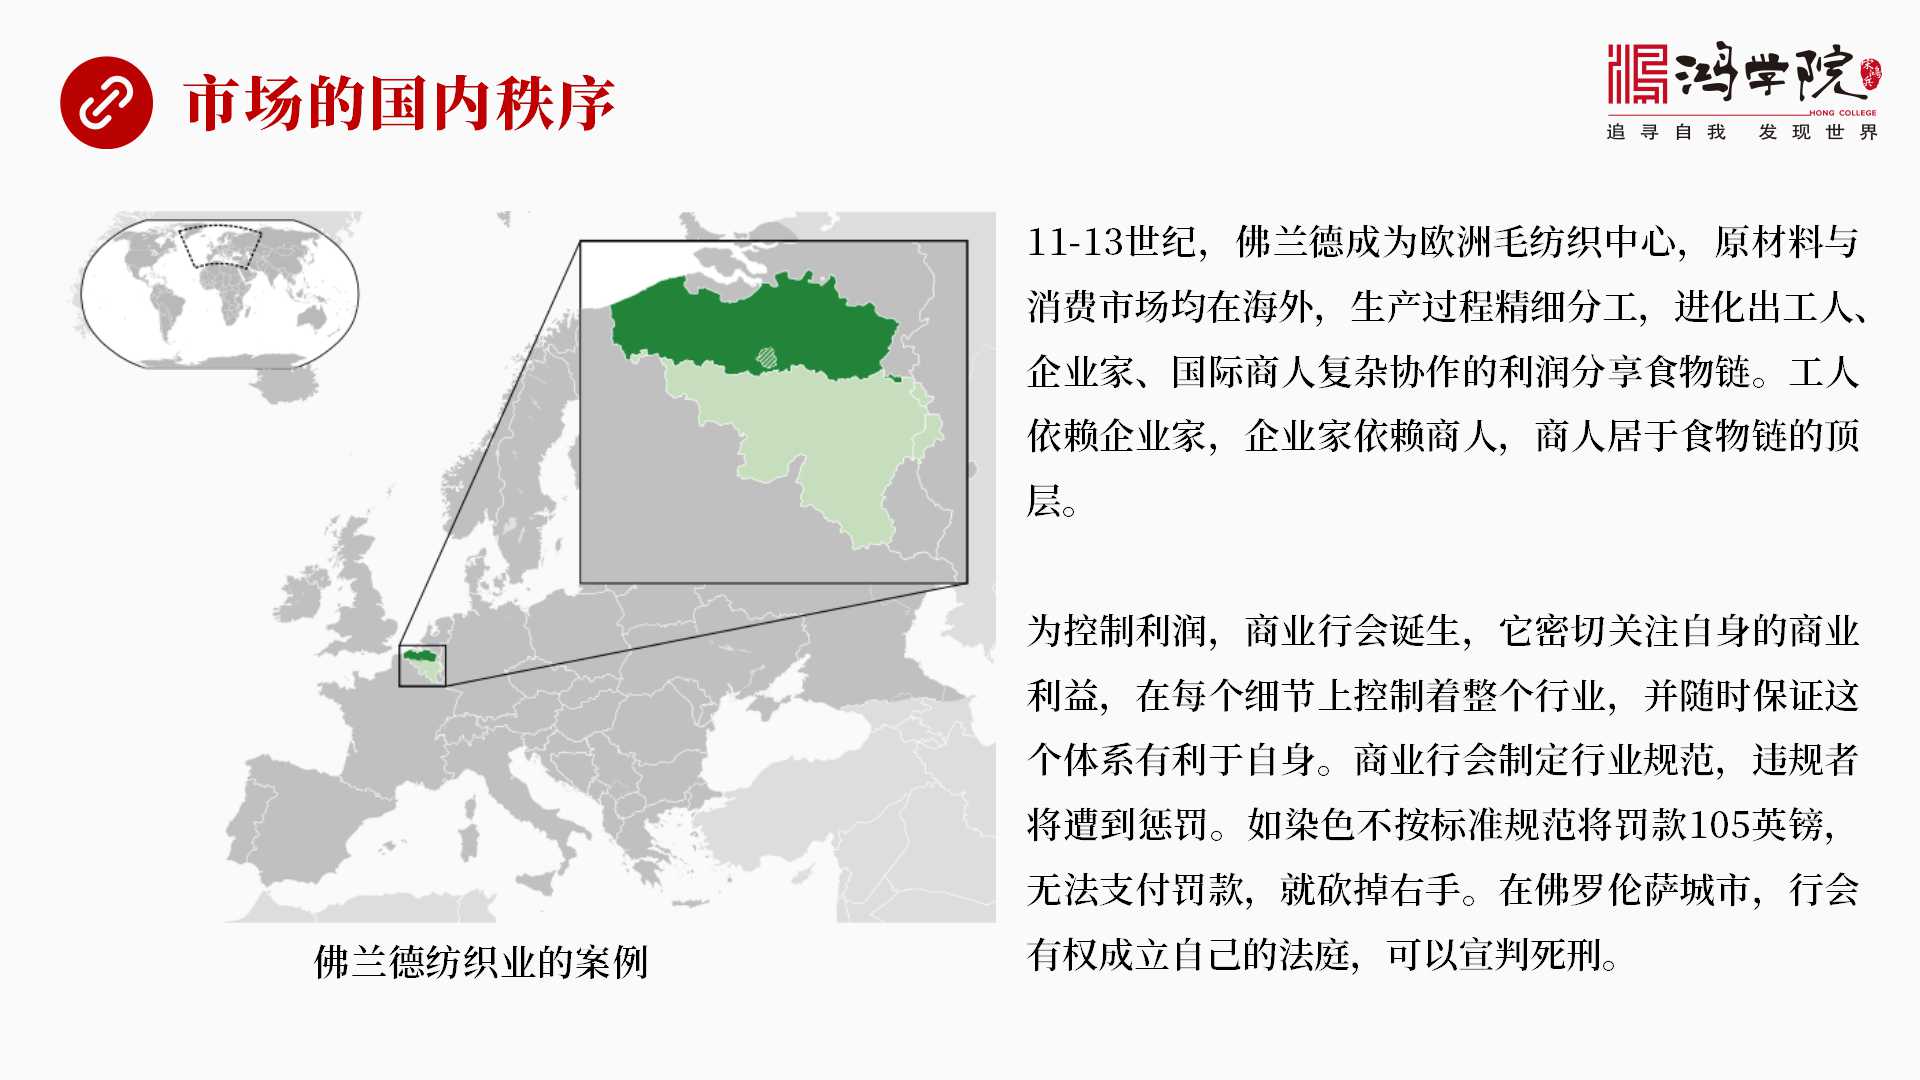 市场的国内秩序
鸿学院
宋鸿兵
HONG COLLEGE
追寻自我 发现世界
11-13世纪，佛兰德成为欧洲毛纺织中心，原材料与
消费市场均在海外，生产过程精细分工，进化出工人、
企业家、国际商人复杂协作的利润分享食物链。工人
依赖企业家，企业家依赖商人，商人居于食物链的顶
层。
为控制利润，商业行会诞生，它密切关注自身的商业
利益，在每个细节上控制着整个行业，并随时保证这
个体系有利于自身。商业行会制定行业规范，违规者
将遭到惩罚。如染色不按标准规范将罚款105英镑，
无法支付罚款，就砍掉右手。在佛罗伦萨城市，行会
有权成立自己的法庭，可以宣判死刑。
佛兰德纺织业的案例